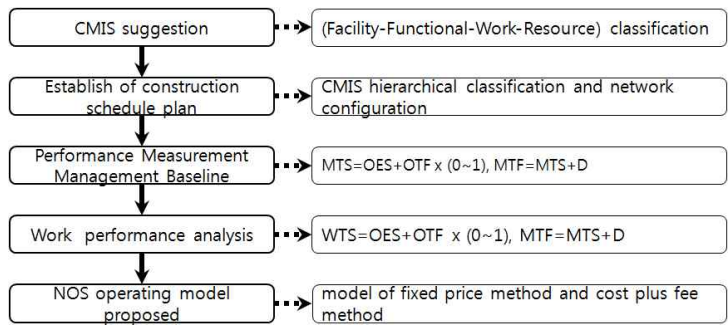 CMIS suggestion
(Facility-Functional-Work-Resource) classification
Establish of construction
schedule plan
CMIS hierarchical classification and network
configuration
Performance Measurement
Management Baseline
MTS=OES+OTF x (0~1), MTF=MTS+D
Work performance analysis
WTS=OES+OTF x (0~1), MTF=MTS+D
NOS operating model
proposed
model of fixed price method and cost plus fee
method